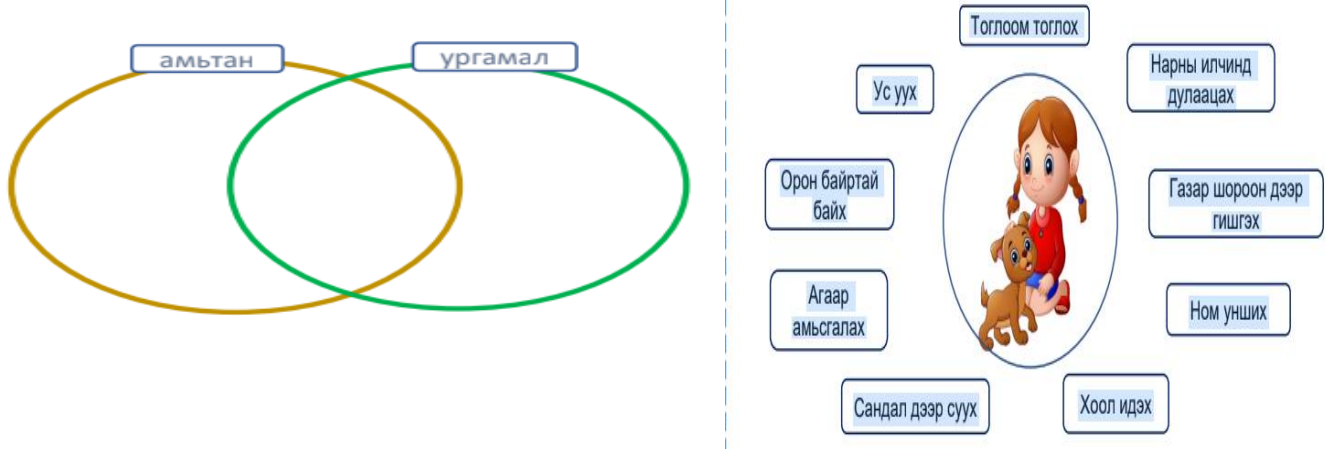 амьтан
ургамал
Тоглоом тоглох
Ус уух
Нарны илчинд
дулаацах
Орон байртай
байх
Газар шороон дээр
гишгэх
Агаар
амьсгалах
Ном унших
Сандал дээр суух
Хоол идэх